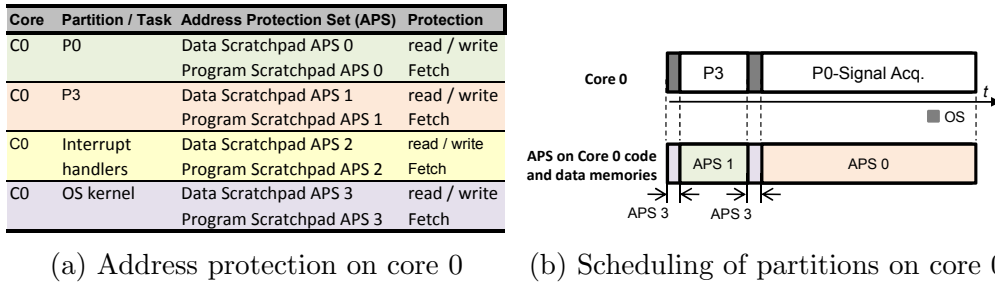 Core Partition / Task Address Protection Set (APS) Protection
C0 P0 Data Scratchpad APS 0 read / write
Program Scratchpad APS 0 Fetch
C0 P3 Data Scratchpad APS 1 read / write
Program Scratchpad APS 1 Fetch
C0 Interrupt Data Scratchpad APS 2 read / write
handlers Program Scratchpad APS 2 Fetch
C0 OS kernel Data Scratchpad APS 3 read / write
Program Scratchpad APS 3 Fetch
(a) Address protection on core 0
Core 0 P3 P0-Signal Acq.
t
OS
APS on Core 0 code
and data memories
APS 1 APS 0
APS 3 APS 3
(b) Scheduling of partitions on core 0